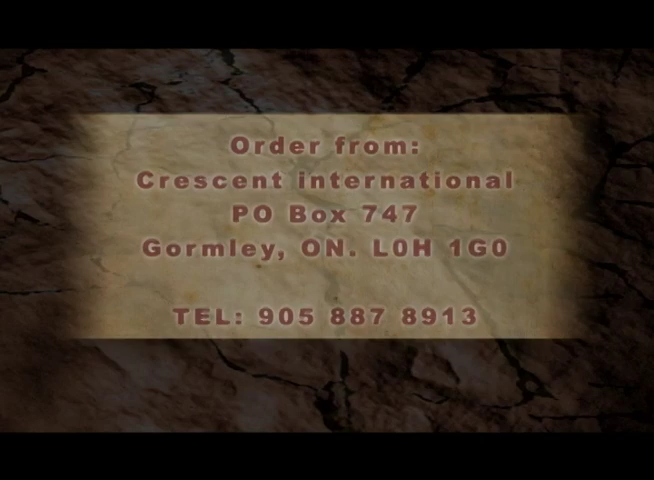 Order from:
Crescent international
PO Box 747
Gormley, ON. L0H 1G0
TEL: 905 887 8913